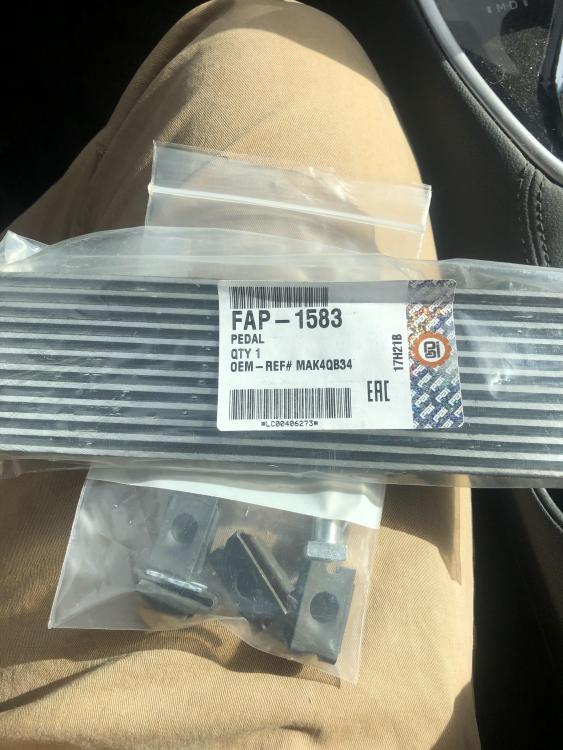 FAP-1583
PEDAL
QTY 1
OEM-REF# MAK4QB34
17H21B
EAC
*LC00406273*